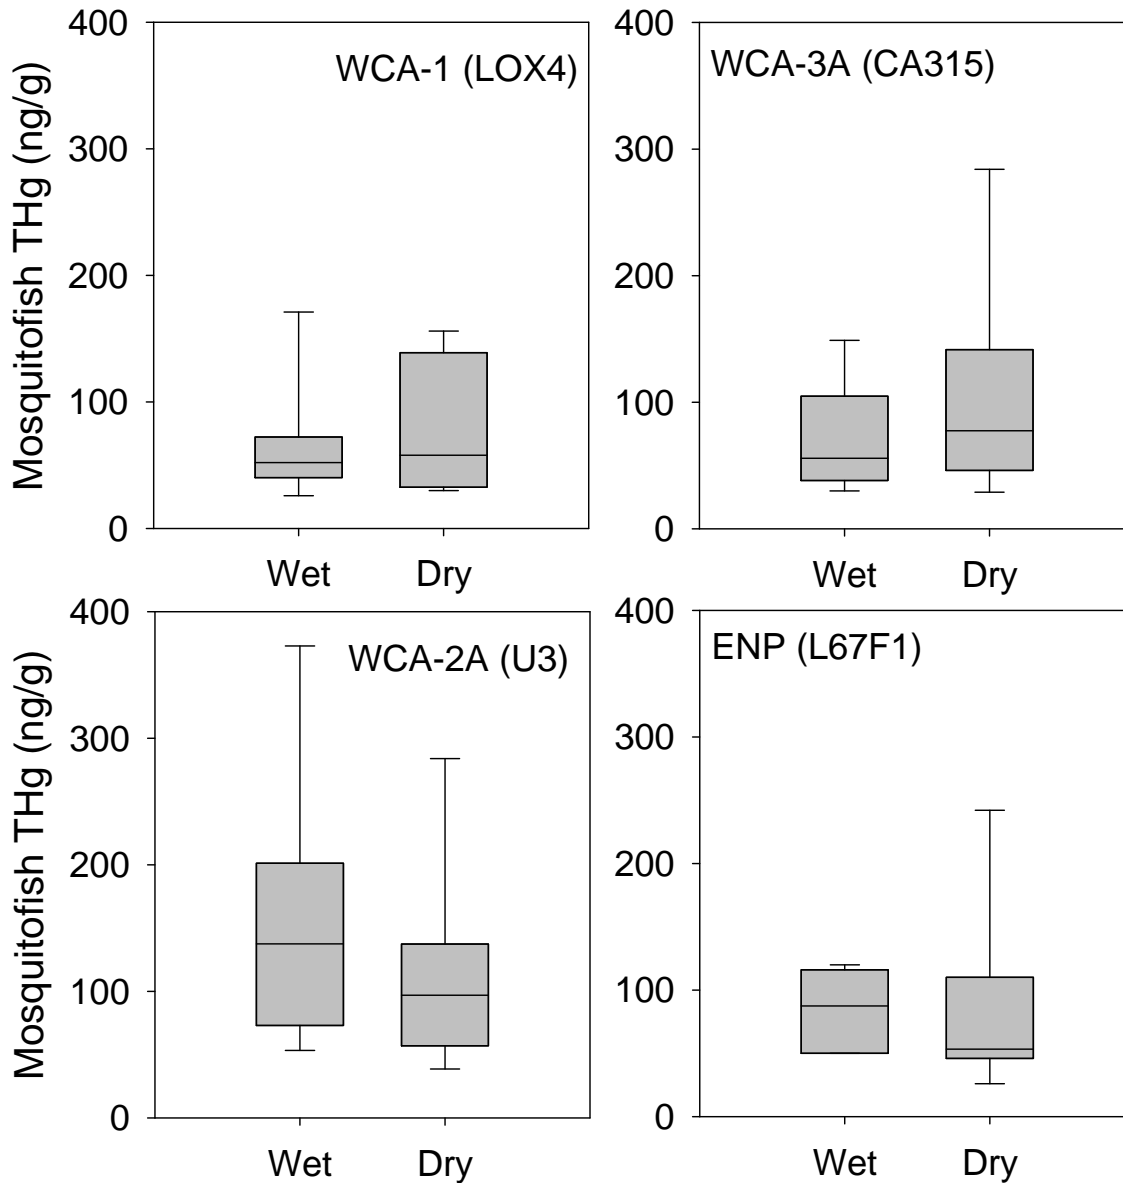 Mosquitofish THg (ng/g)
400
300
200
100
0
WCA-1 (LOX4)
Wet Dry
400
300
200
100
0
WCA-3A (CA315)
Wet Dry
Mosquitofish THg (ng/g)
400
300
200
100
0
WCA-2A (U3)
Wet Dry
400
300
200
100
0
ENP (L67F1)
Wet Dry